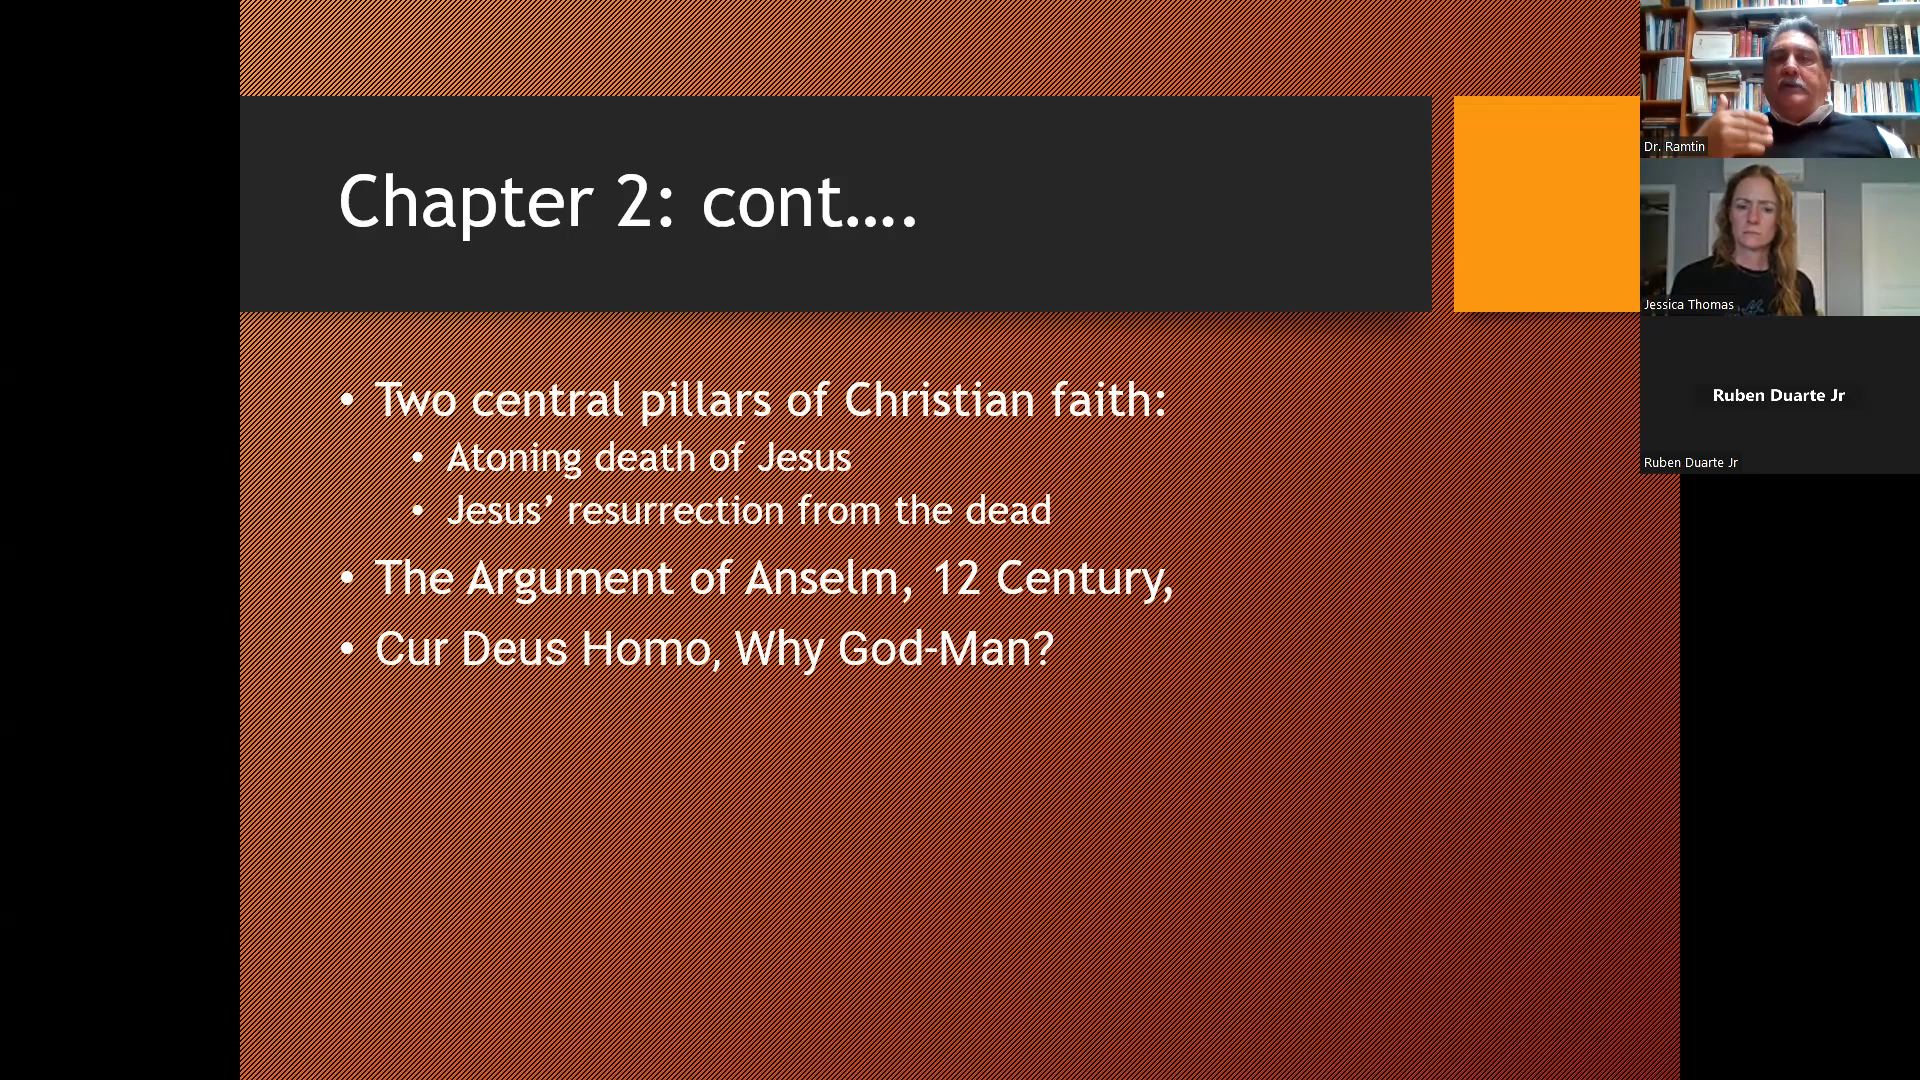 Chapter 2: cont….
• Two central pillars of Christian faith:
• Atoning death of Jesus
• Jesus’ resurrection from the dead
• The Argument of Anselm, 12 Century,
• Cur Deus Homo, Why God-Man?
Dr. Ramtin
Jessica Thomas
Ruben Duarte Jr
Ruben Duarte Jr